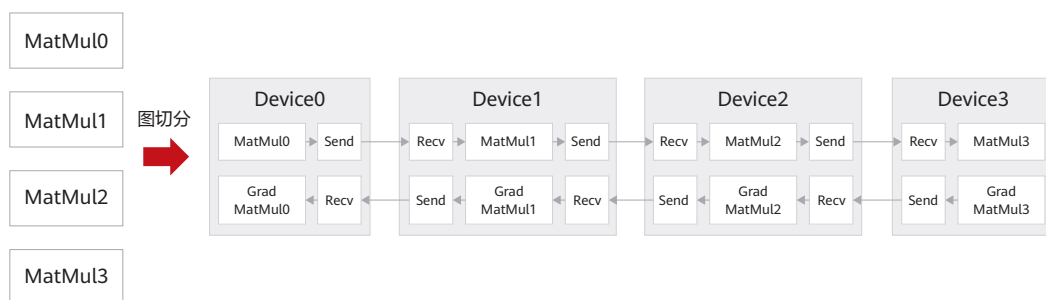 MatMul0
MatMul1
MatMul2
MatMul3
图切分
Device0
MatMul0
Send
Grad
MatMul0
Recv
Device1
Recv
MatMul1
Send
Send
Grad
MatMul1
Recv
Device2
Recv
MatMul2
Send
Send
Grad
MatMul2
Recv
Device3
Recv
MatMul3
Send
Grad
MatMul3